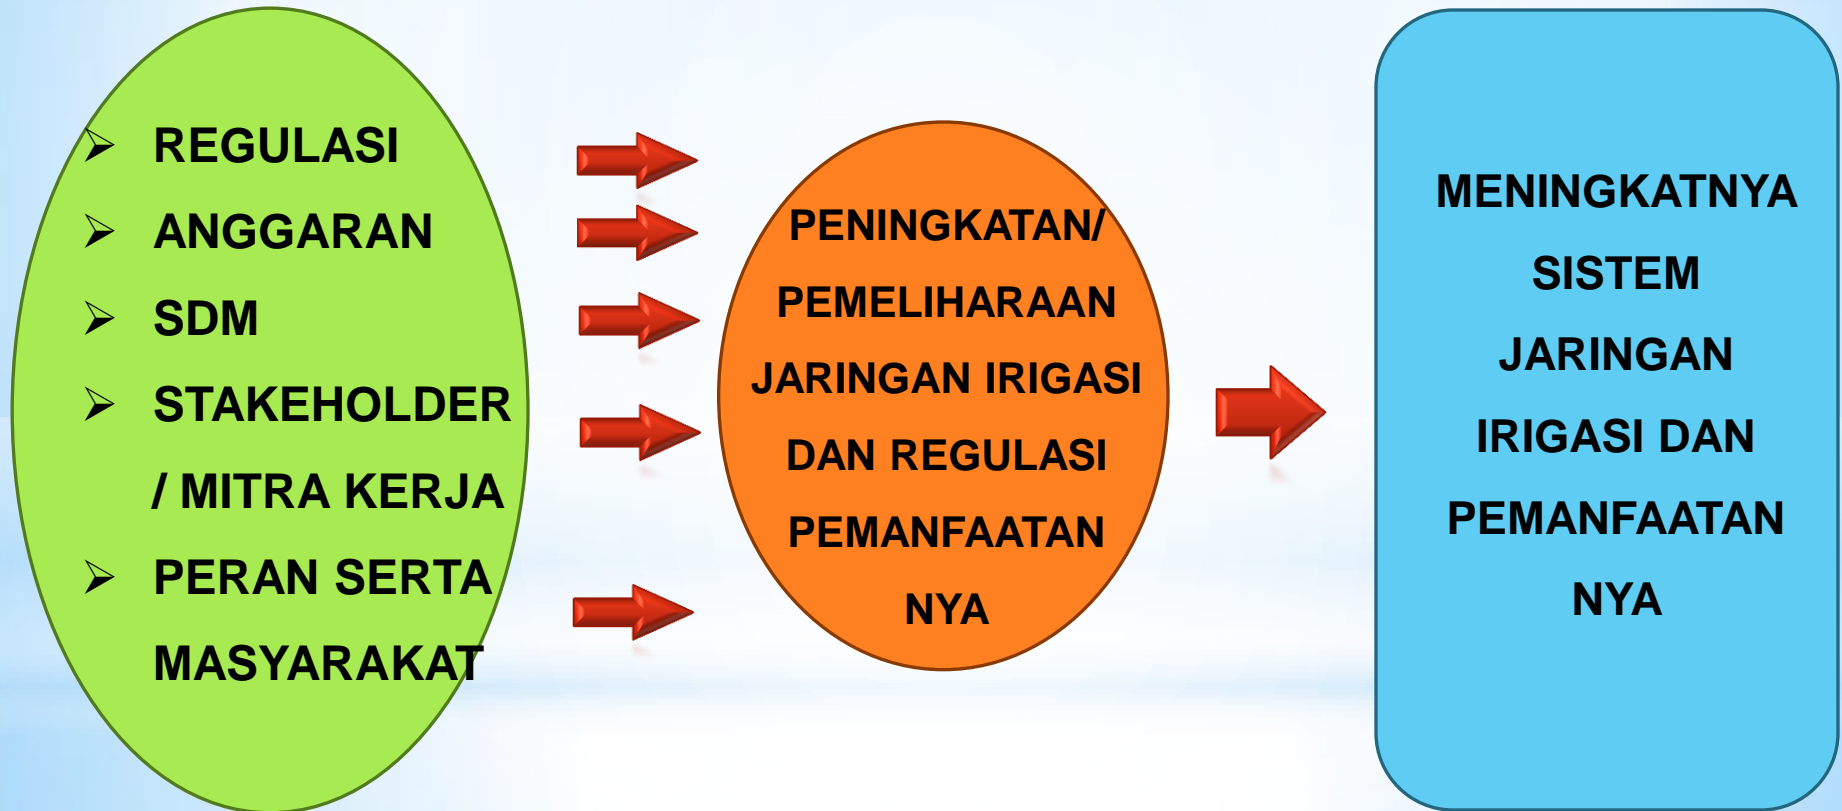 REGULASI
ANGGARAN
SDM
STAKEHOLDER
/ MITRA KERJA
PERAN SERTA
MASYARAKAT
PENINGKATAN/
PEMELIHARAAN
JARINGAN IRIGASI
DAN REGULASI
PEMANFAATAN
NYA
MENINGKATNYA
SISTEM
JARINGAN
IRIGASI DAN
PEMANFAATAN
NYA